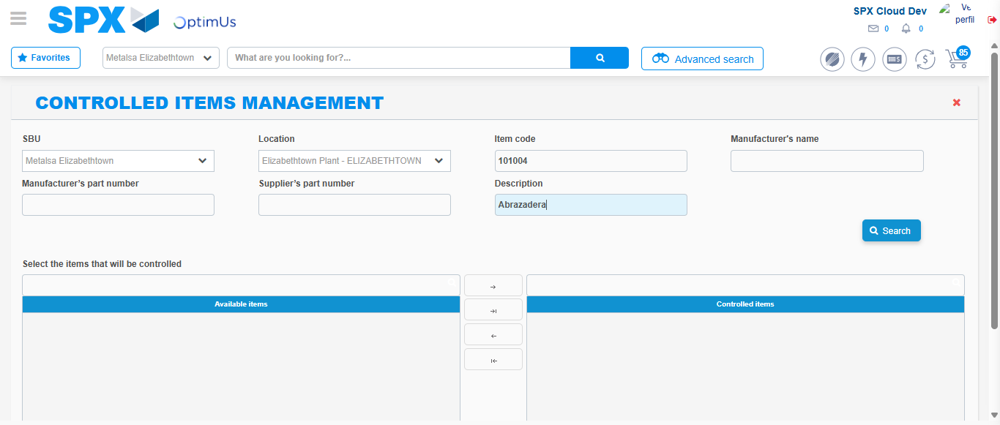 SPX OptimUs
SPX Cloud Dev
Ve
perfil
0 0
Favorites
Metalsa Elizabethtown
What are you looking for?...
Advanced search
$
85
CONTROLLED ITEMS MANAGEMENT
SBU Location Item code Manufacturer's name
Metalsa Elizabethtown Elizabethtown Plant - ELIZABETHTOWN 101004
Manufacturer’s part number Supplier’s part number Description
Abrazadera
Search
Select the items that will be controlled
Available items Controlled items